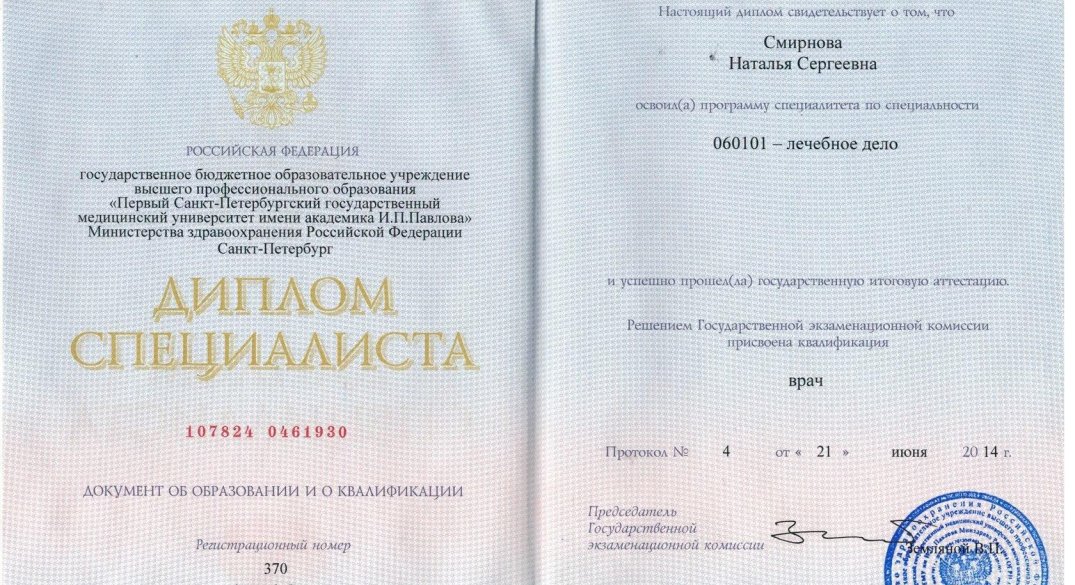 РОССИЙСКАЯ ФЕДЕРАЦИЯ
государственное бюджетное образовательное учреждение
высшего профессионального образования
«Первый Санкт-Петербургский государственный
медицинский университет имени академика И.П.Павлова»
Министерства здравоохранения Российской Федерации
Санкт-Петербург
ДИПЛОМ
СПЕЦИАЛИСТА
107824 0461930
ДОКУМЕНТ ОБ ОБРАЗОВАНИИ И О КВАЛИФИКАЦИИ
Регистрационный номер
370
Настоящий диплом свидетельствует о том, что
Смирнова
Наталья Сергеевна
освоил(а) программу специалитета по специальности
060101 – лечебное дело
и успешно прошел(ла) государственную итоговую аттестацию.
Решением Государственной экзаменационной комиссии
присвоена квалификация
врач
Протокол № 4 от « 21 » июня 2014 г.
Председатель
Государственной
экзаменационной комиссии
Земляной В.П.